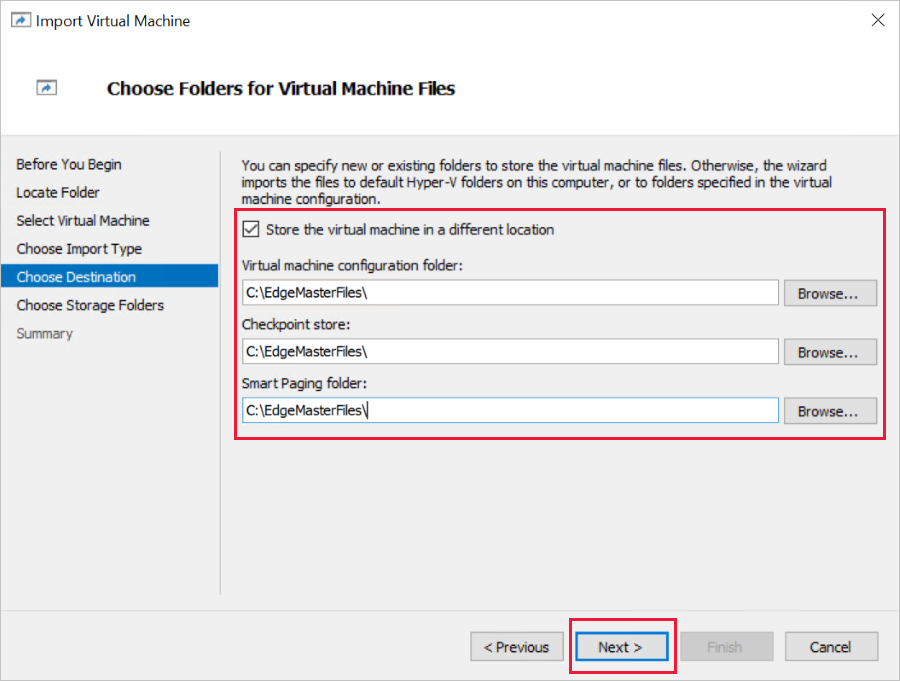 Import Virtual Machine
Choose Folders for Virtual Machine Files
Before You Begin
Locate Folder
Select Virtual Machine
Choose Import Type
Choose Destination
Choose Storage Folders
Summary
You can specify new or existing folders to store the virtual machine files. Otherwise, the wizard
imports the files to default Hyper-V folders on this computer, or to folders specified in the virtual
machine configuration.
Store the virtual machine in a different location
Virtual machine configuration folder:
C:\EdgeMasterFiles\
Browse...
Checkpoint store:
C:\EdgeMasterFiles\
Browse...
Smart Paging folder:
C:\EdgeMasterFiles\
Browse...
< Previous
Next >
Finish
Cancel